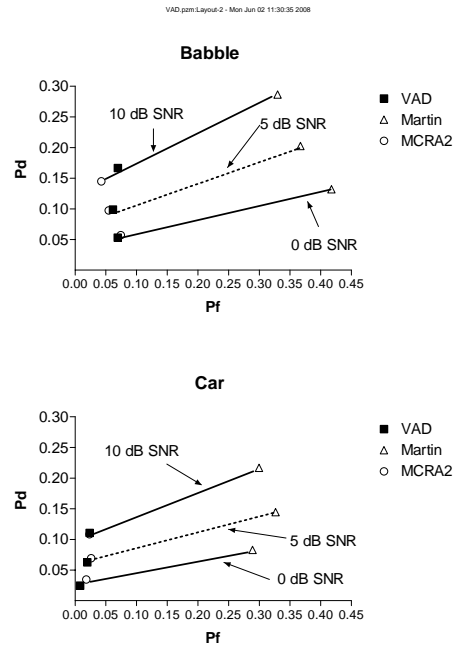 VAD.pzm:Layout-2 - Mon Jun 02 11:30:35 2008
Babble
0.30
0.25
0.20
0.15
0.10
0.05
Pd
10 dB SNR
5 dB SNR
0 dB SNR
VAD
Martin
MCRA2
0.00 0.05 0.10 0.15 0.20 0.25 0.30 0.35 0.40 0.45
Pf
Car
0.30
0.25
0.20
0.15
0.10
0.05
Pd
10 dB SNR
5 dB SNR
0 dB SNR
VAD
Martin
MCRA2
0.00 0.05 0.10 0.15 0.20 0.25 0.30 0.35 0.40 0.45
Pf